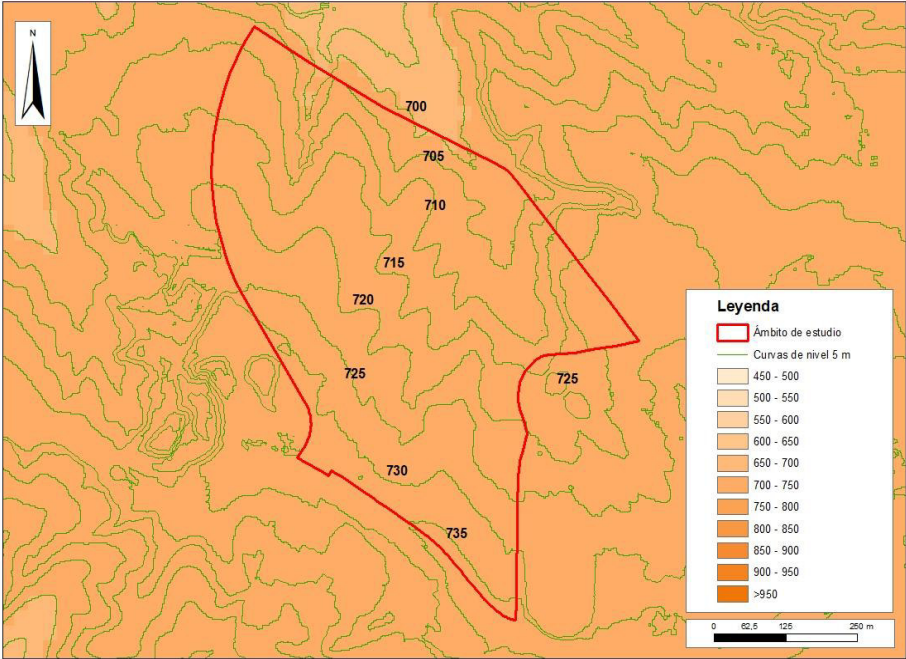 N
700
705
710
715
720
725
725
730
735
Leyenda
Ámbito de estudio
Curvas de nivel 5 m
450 - 500
500 - 550
550 - 600
600 - 650
650 - 700
700 - 750
750 - 800
800 - 850
850 - 900
900 - 950
>950
0 62,5 125 250 m